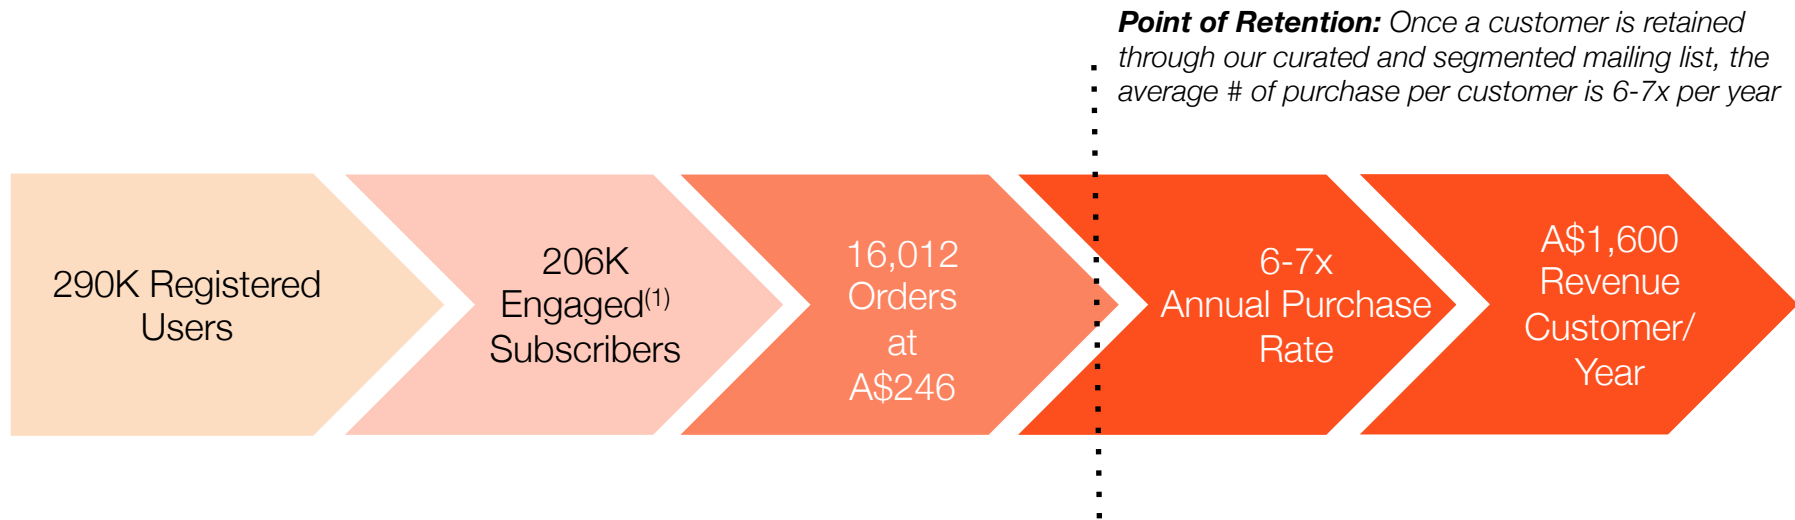 Point of Retention: Once a customer is retained
through our curated and segmented mailing list, the
average # of purchase per customer is 6-7x per year
290K Registered
Users
206K
Engaged(1)
Subscribers
16,012
Orders
at
A$246
6-7x
Annual Purchase
Rate
A$1,600
Revenue
Customer/
Year